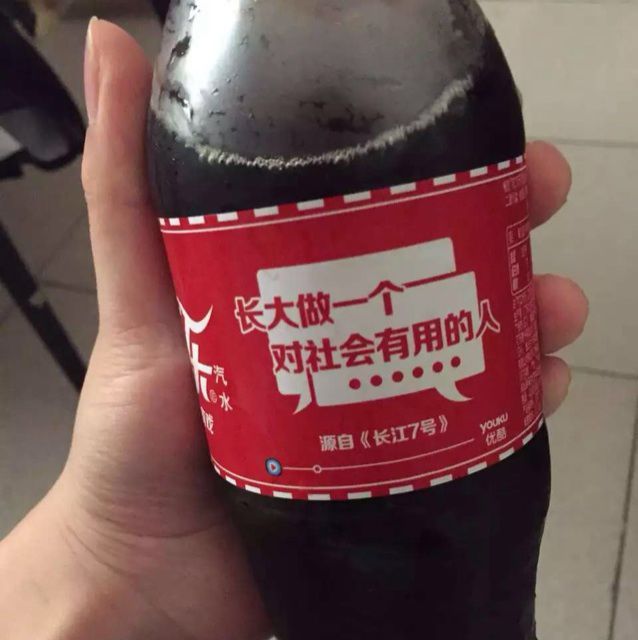 长大做一个
对社会有用的人
······
源自《长江7号》
YOUKU
优酷
乐
汽水